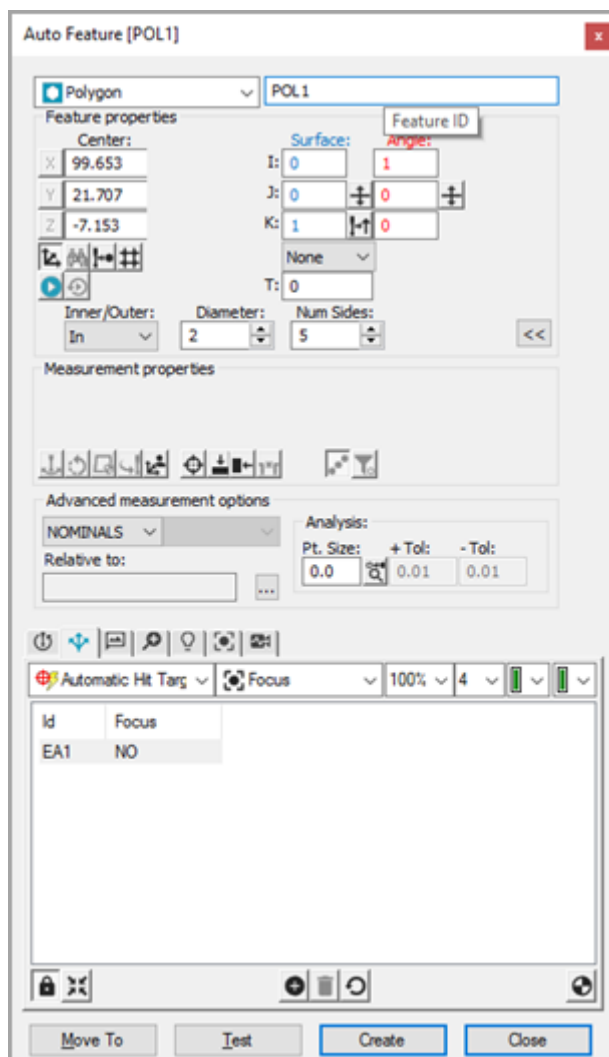 Auto Feature [POL1]
x
Polygon POL1
Feature properties
Feature ID
Center: Surface: Angle:
X 99.653 I: 0 1
Y 21.707 J: 0 0
Z -7.153 K: 1 0
None
T: 0
Inner/Outer: Diameter: Num Sides:
In 2 5 <<
Measurement properties
Advanced measurement options
NOMINALS Analysis:
Pt. Size: + Tol: - Tol:
Relative to: 0.0 0.01 0.01
...
Automatic Hit Targ Focus 100% 4
Id Focus
EA1 NO
Move To Test Create Close